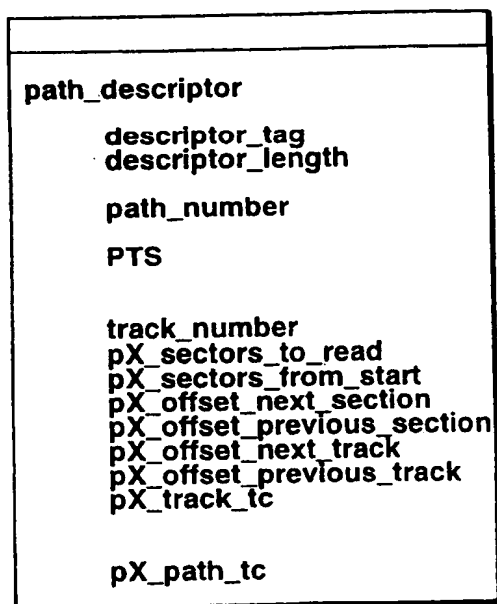 path_descriptor
descriptor_tag
descriptor_length
path_number
PTS
track_number
pX_sectors_to_read
pX_sectors_from_start
pX_offset_next_section
pX_offset_previous_section
pX_offset_next_track
pX_offset_previous_track
pX_track_tc
pX_path_tc